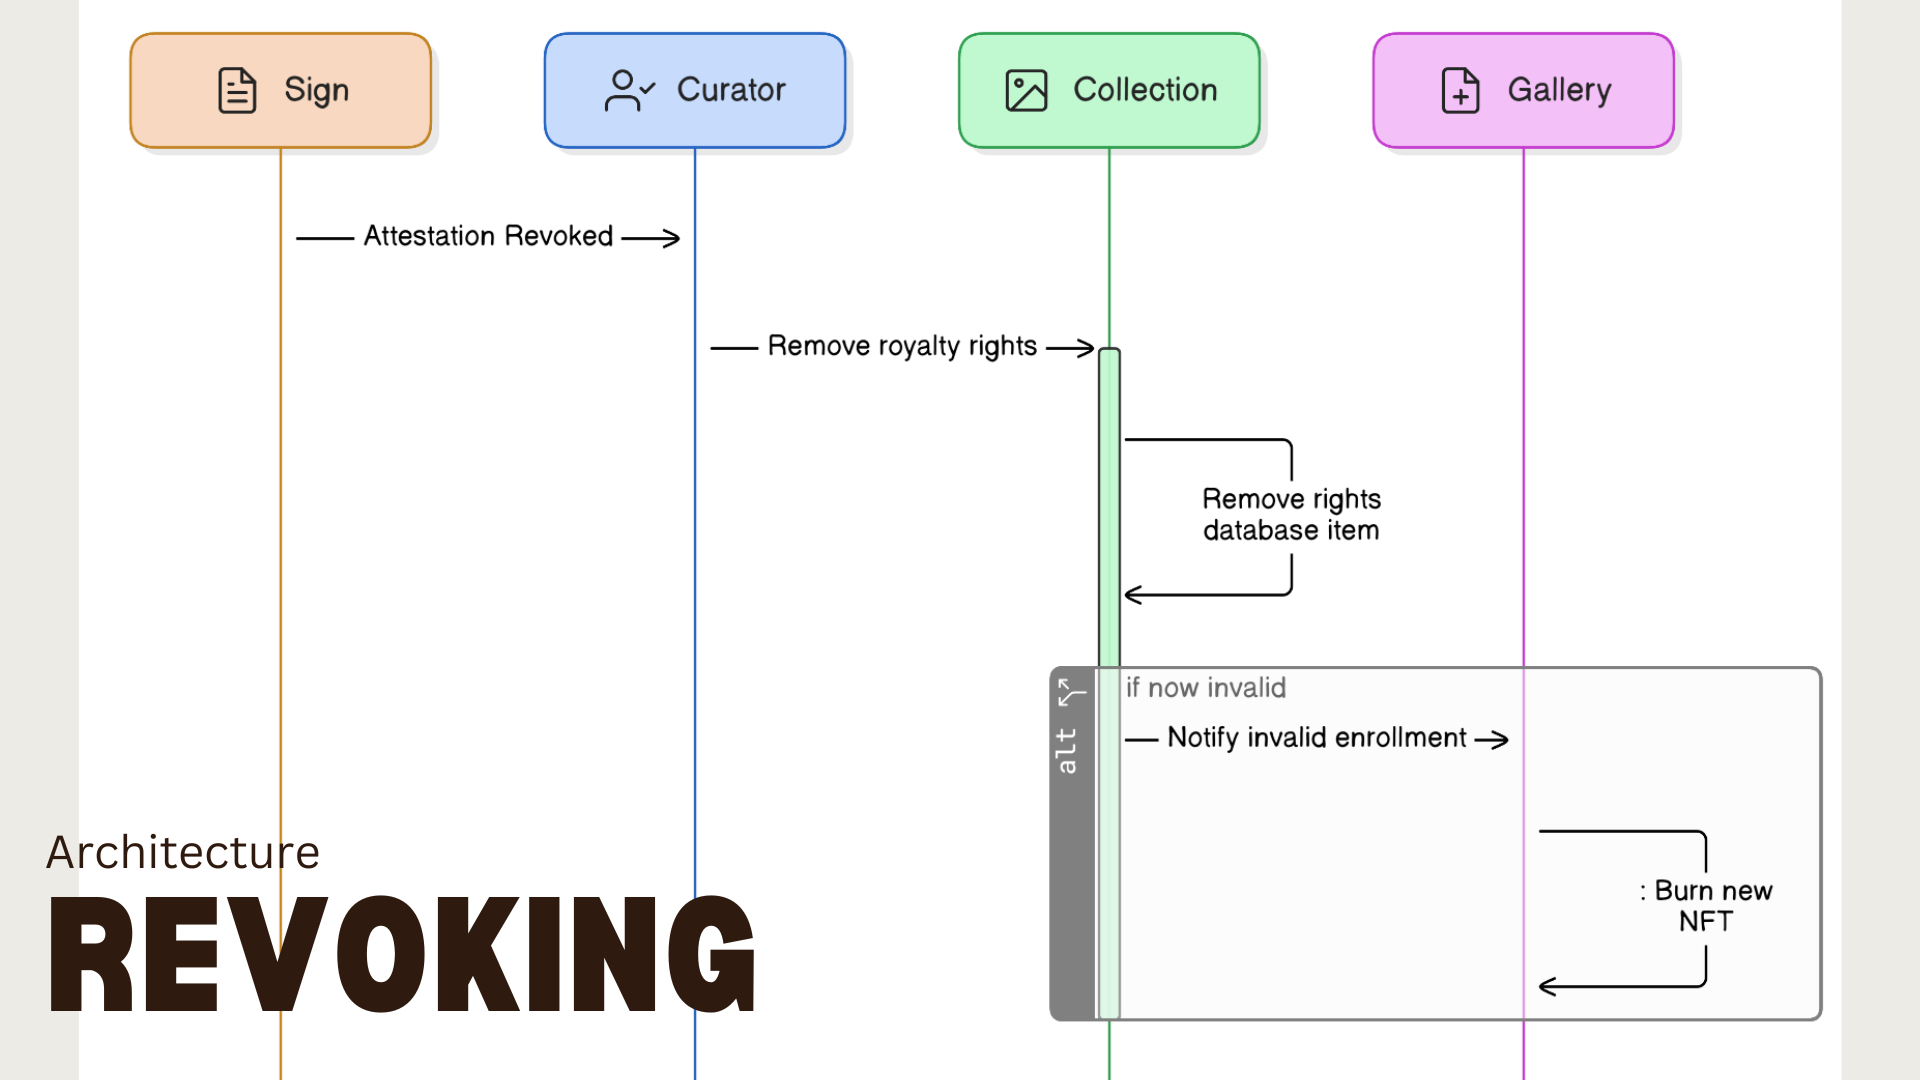 Sign
Curator
Collection
Gallery
Attestation Revoked
Remove royalty rights
Remove rights
database item
alt
if now invalid
Notify invalid enrollment
: Burn new
NFT
Architecture
REVOKING